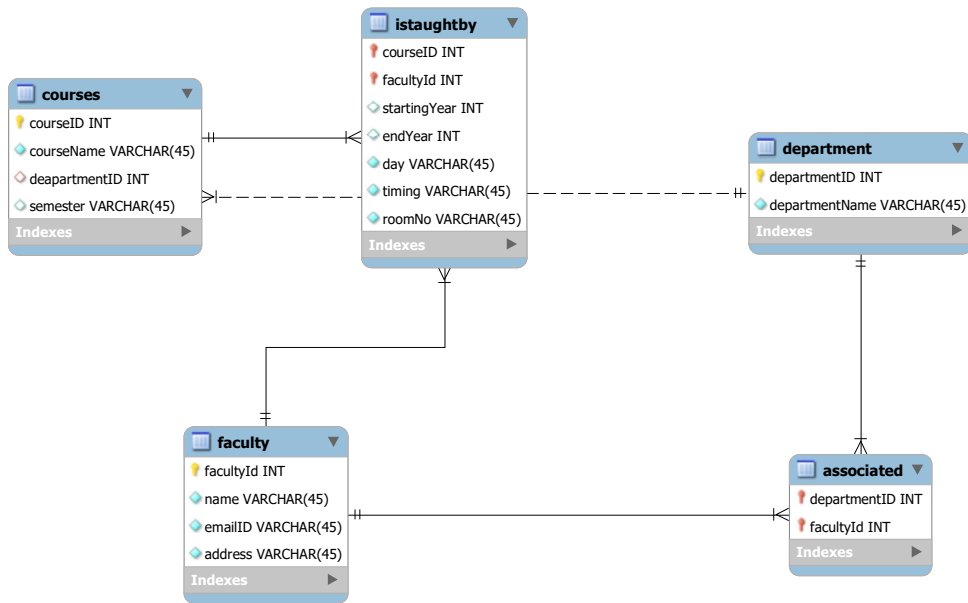 istaughtby
courseID INT
facultyId INT
startingYear INT
endYear INT
day VARCHAR(45)
timing VARCHAR(45)
roomNo VARCHAR(45)
Indexes
courses
courseID INT
courseName VARCHAR(45)
deapartmentID INT
semester VARCHAR(45)
Indexes
department
departmentID INT
departmentName VARCHAR(45)
Indexes
faculty
facultyId INT
name VARCHAR(45)
emailID VARCHAR(45)
address VARCHAR(45)
Indexes
associated
departmentID INT
facultyId INT
Indexes